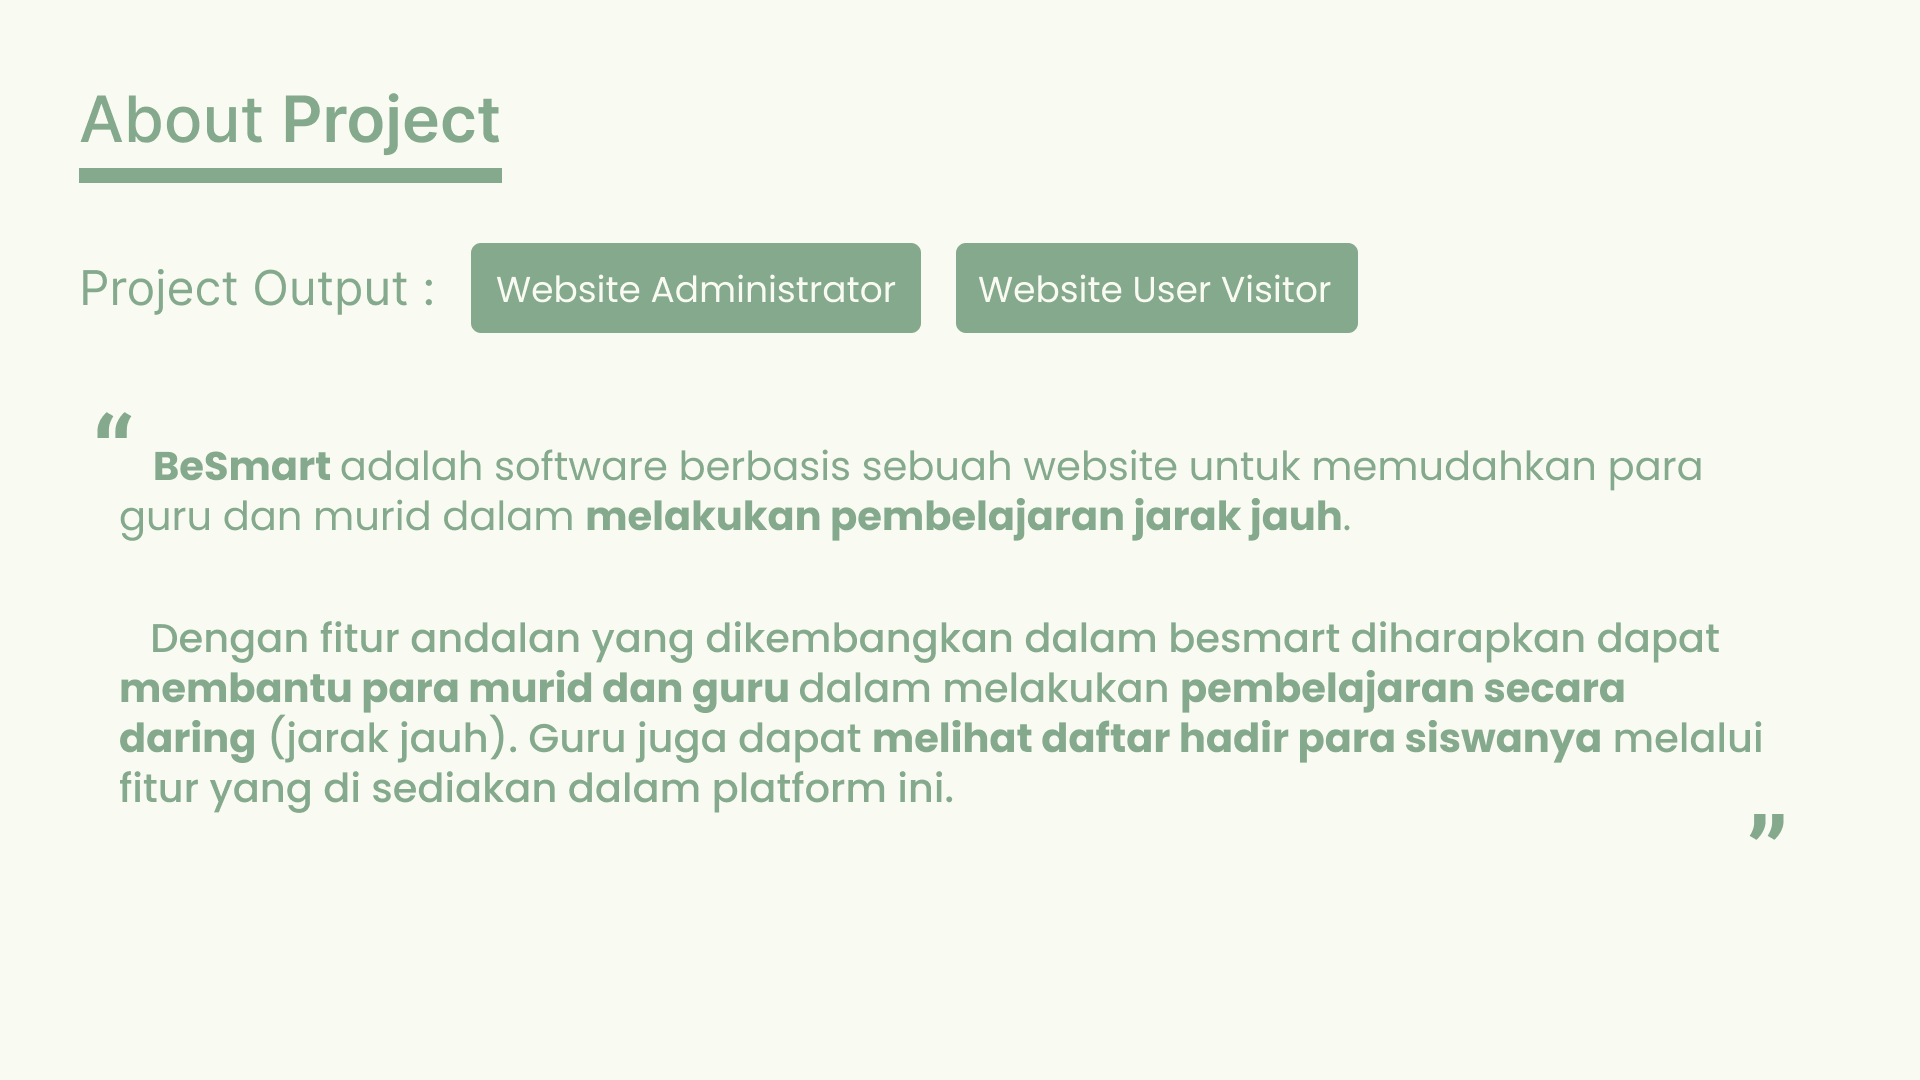 About Project
Project Output : Website Administrator Website User Visitor
“
BeSmart adalah software berbasis sebuah website untuk memudahkan para
guru dan murid dalam melakukan pembelajaran jarak jauh.
Dengan fitur andalan yang dikembangkan dalam besmart diharapkan dapat
membantu para murid dan guru dalam melakukan pembelajaran secara
daring (jarak jauh). Guru juga dapat melihat daftar hadir para siswanya melalui
fitur yang di sediakan dalam platform ini.
”